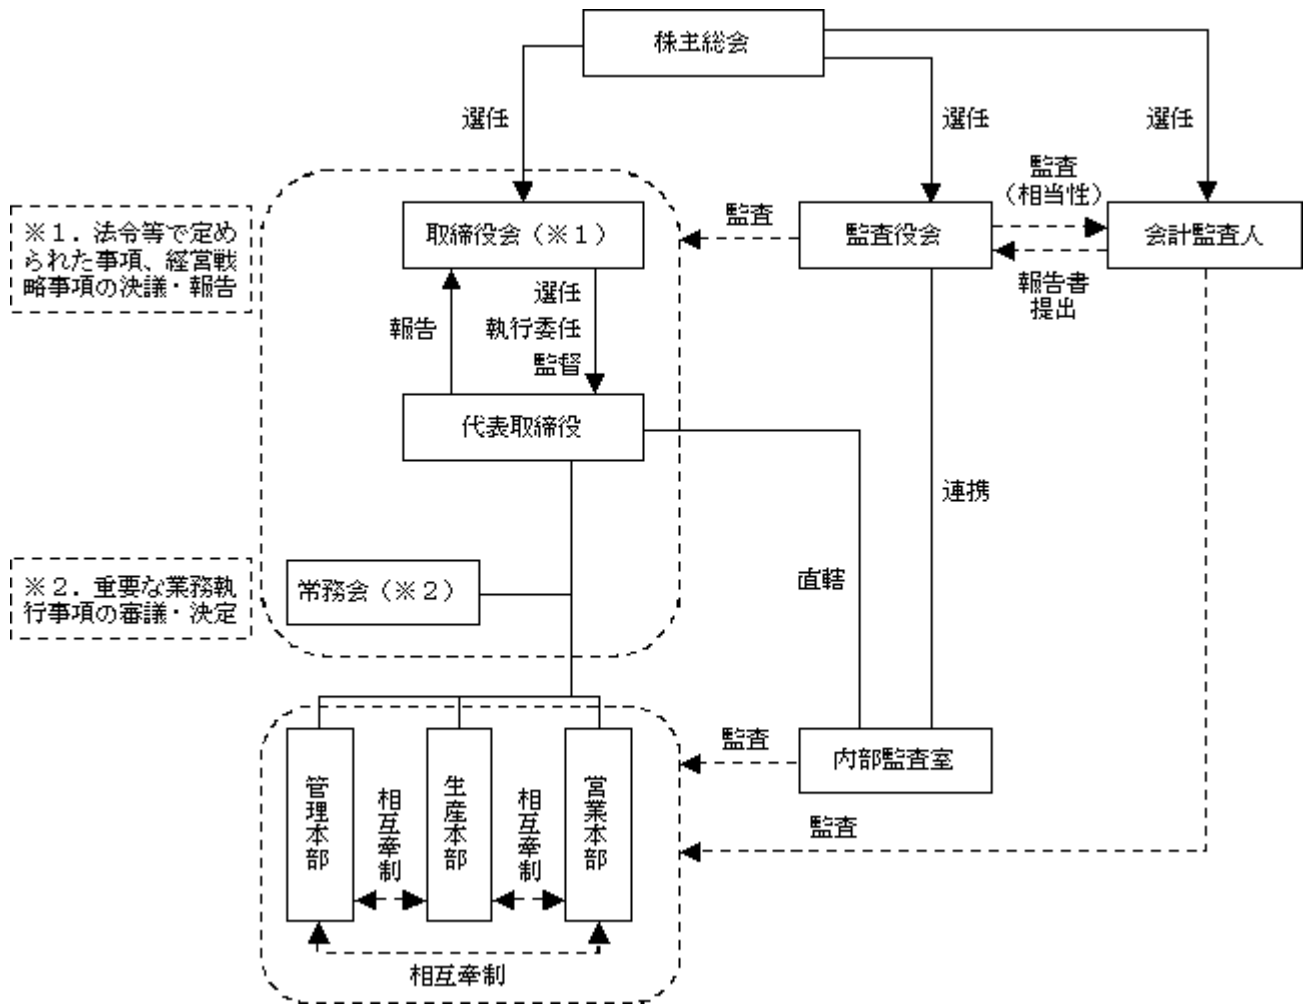 株主総会
選任
選任
選任
監査
（相当性）
※１．法令等で定め
られた事項、経営戦
略事項の決議・報告
取締役会（※１）
監査
監査役会
会計監査人
報告書
提出
選任
執行委任
監督
報告
代表取締役
連携
直轄
※２．重要な業務執
行事項の審議・決定
常務会（※２）
監査
内部監査室
管理本部
相互牽制
生産本部
相互牽制
営業本部
監査
相互牽制